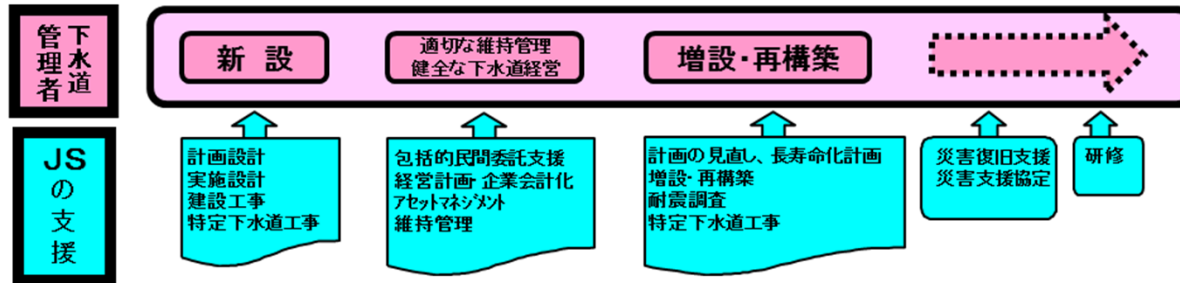 下水道
管理者
新 設
適切な維持管理
健全な下水道経営
増設・再構築
JS
の
支
援
計画設計
実施設計
建設工事
特定下水道工事
包括的民間委託支援
経営計画・企業会計化
アセットマネジメント
維持管理
計画の見直し、長寿命化計画
増設・再構築
耐震調査
特定下水道工事
災害復旧支援
災害支援協定
研修